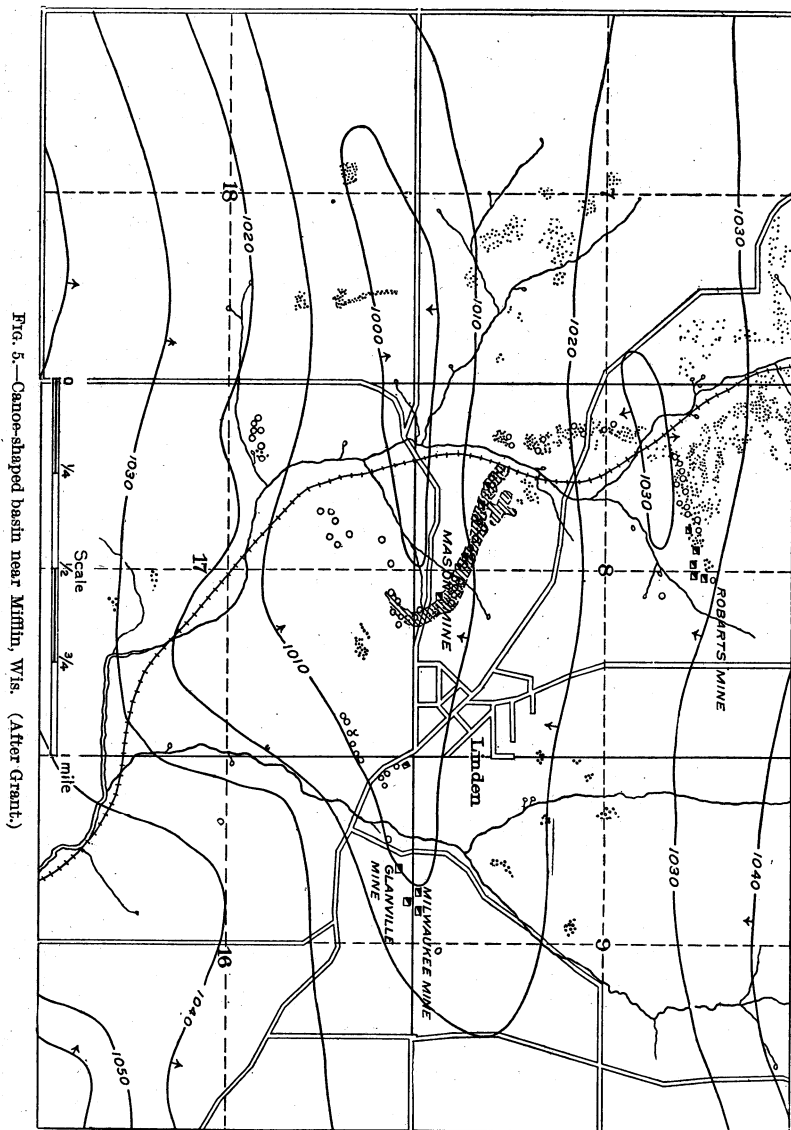 1030
7
1020
ROBARTS MINE
1010
1030
1000
8
18
1020
MASON MINE
Linden
1040
1030
17
1010
9
MILWAUKEE MINE
GLANVILLE
MINE
1030
16
1040
1050
0 1/4 1/2 3/4 1 mile
Scale
FIG. 5.—Canoe-shaped basin near Mifflin, Wis. (After Grant.)